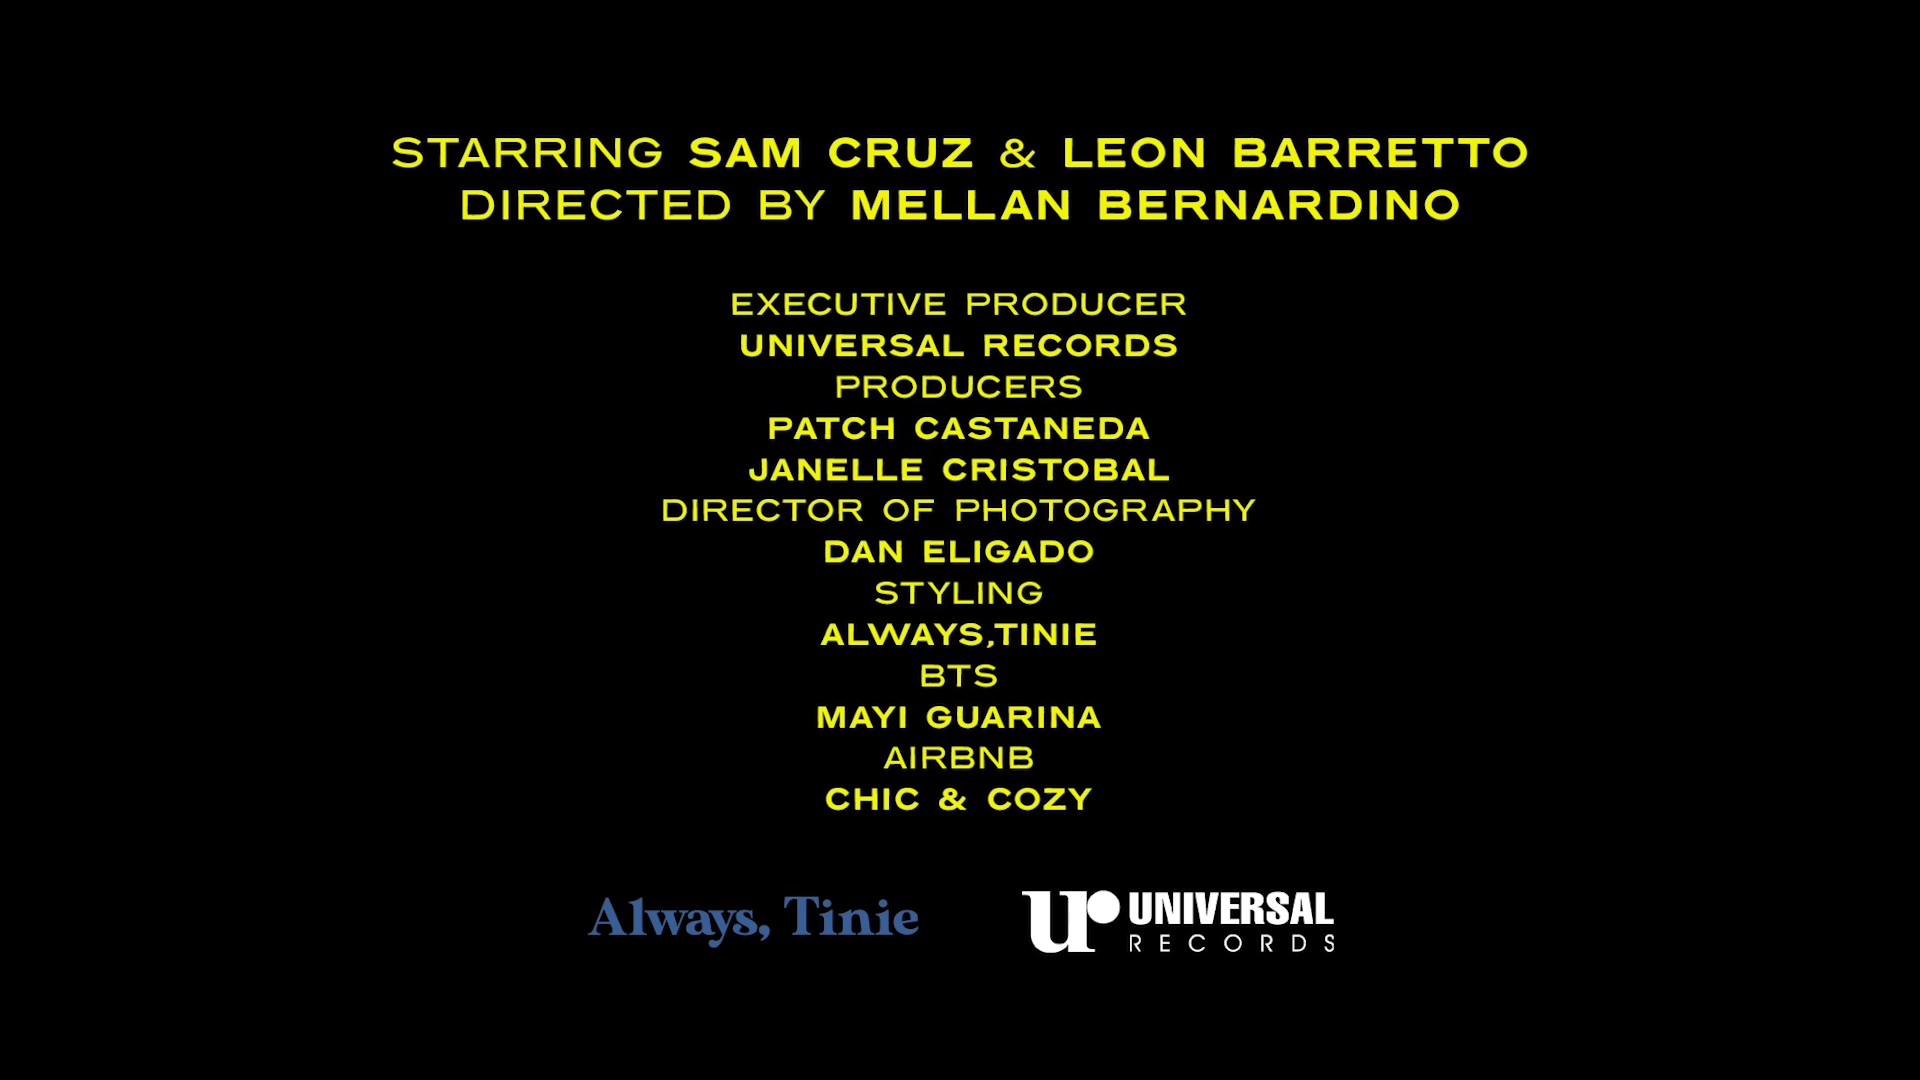 STARRING SAM CRUZ & LEON BARRETTO
DIRECTED BY MELLAN BERNARDINO
EXECUTIVE PRODUCER
UNIVERSAL RECORDS
PRODUCERS
PATCH CASTANEDA
JANELLE CRISTOBAL
DIRECTOR OF PHOTOGRAPHY
DAN ELIGADO
STYLING
ALWAYS,TINIE
BTS
MAYI GUARINA
AIRBNB
CHIC & COZY
Always, Tinie
ur UNIVERSAL
RECORDS